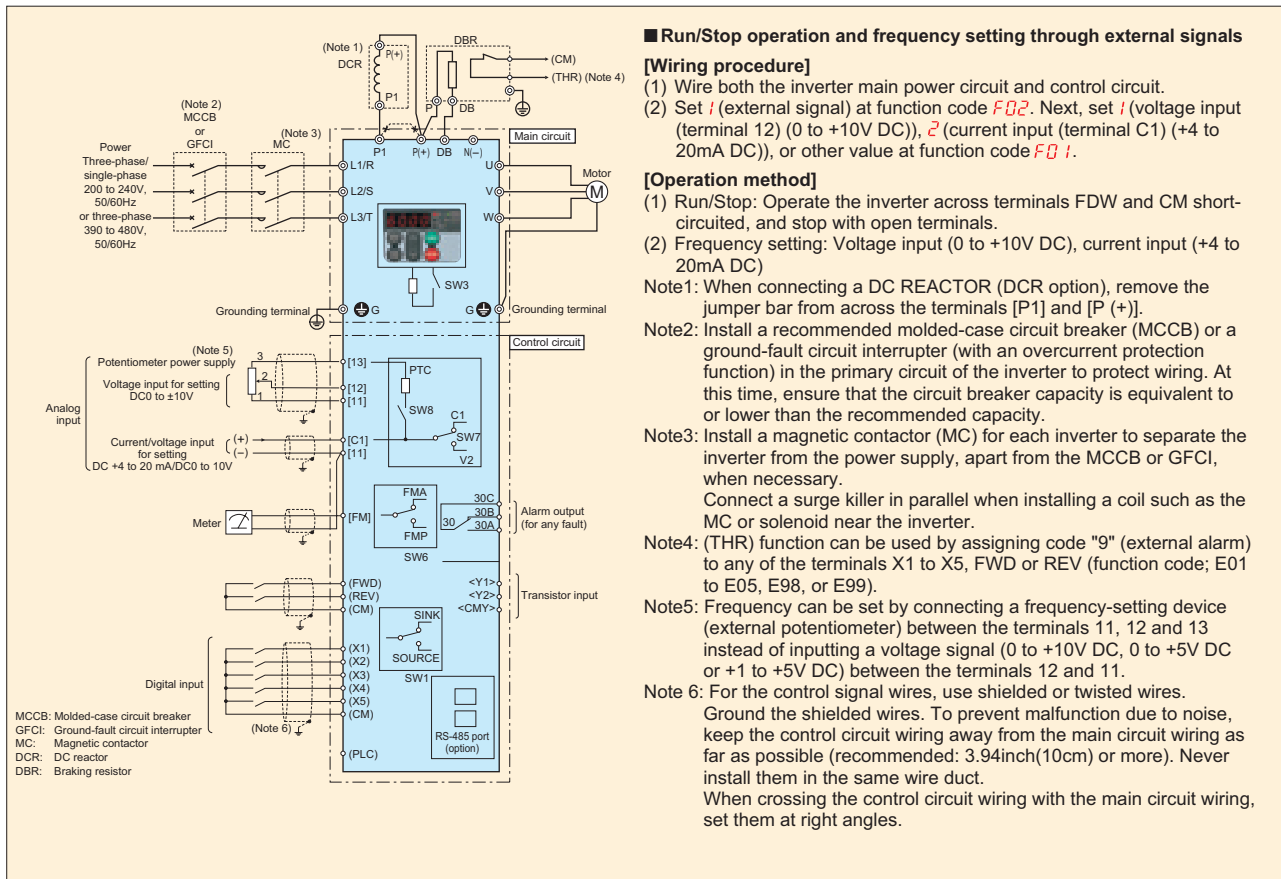 (Note 1)
DCR
P(+)
P1
DBR
(CM)
(THR) (Note 4)
P
DB
(Note 2)
MCCB
or
GFCI
(Note 3)
MC
Power
Three-phase/
single-phase
200 to 240V,
50/60Hz
or three-phase
390 to 480V,
50/60Hz
Main circuit
P1
P(+)
DB
N(−)
L1/R
L2/S
L3/T
U
V
W
Motor
M
SW3
Grounding terminal
G
G
Grounding terminal
Control circuit
(Note 5)
Potentiometer power supply
Voltage input for setting
DC0 to ±10V
Analog
input
3
2
1
[13]
[12]
[11]
PTC
SW8
C1
SW7
V2
Current/voltage input
for setting
DC +4 to 20 mA/DC0 to 10V
(+)
(−)
[C1]
[11]
Meter
[FM]
FMA
FMP
SW6
30C
30B
30
30A
Alarm output
(for any fault)
(FWD)
(REV)
(CM)
<Y1>
<Y2>
<CMY>
Transistor input
SINK
SOURCE
SW1
Digital input
(X1)
(X2)
(X3)
(X4)
(X5)
(CM)
(Note 6)
(PLC)
RS-485 port
(option)
MCCB: Molded-case circuit breaker
GFCI: Ground-fault circuit interrupter
MC: Magnetic contactor
DCR: DC reactor
DBR: Braking resistor
■Run/Stop operation and frequency setting through external signals
[Wiring procedure]
(1) Wire both the inverter main power circuit and control circuit.
(2) Set 1 (external signal) at function code F02. Next, set 1 (voltage input
(terminal 12) (0 to +10V DC)), 2 (current input (terminal C1) (+4 to
20mA DC)), or other value at function code F01.
[Operation method]
(1) Run/Stop: Operate the inverter across terminals FDW and CM short-
circuited, and stop with open terminals.
(2) Frequency setting: Voltage input (0 to +10V DC), current input (+4 to
20mA DC)
Note1: When connecting a DC REACTOR (DCR option), remove the
jumper bar from across the terminals [P1] and [P (+)].
Note2: Install a recommended molded-case circuit breaker (MCCB) or a
ground-fault circuit interrupter (with an overcurrent protection
function) in the primary circuit of the inverter to protect wiring. At
this time, ensure that the circuit breaker capacity is equivalent to
or lower than the recommended capacity.
Note3: Install a magnetic contactor (MC) for each inverter to separate the
inverter from the power supply, apart from the MCCB or GFCI,
when necessary.
Connect a surge killer in parallel when installing a coil such as the
MC or solenoid near the inverter.
Note4: (THR) function can be used by assigning code "9" (external alarm)
to any of the terminals X1 to X5, FWD or REV (function code; E01
to E05, E98, or E99).
Note5: Frequency can be set by connecting a frequency-setting device
(external potentiometer) between the terminals 11, 12 and 13
instead of inputting a voltage signal (0 to +10V DC, 0 to +5V DC
or +1 to +5V DC) between the terminals 12 and 11.
Note 6: For the control signal wires, use shielded or twisted wires.
Ground the shielded wires. To prevent malfunction due to noise,
keep the control circuit wiring away from the main circuit wiring as
far as possible (recommended: 3.94inch(10cm) or more). Never
install them in the same wire duct.
When crossing the control circuit wiring with the main circuit wiring,
set them at right angles.